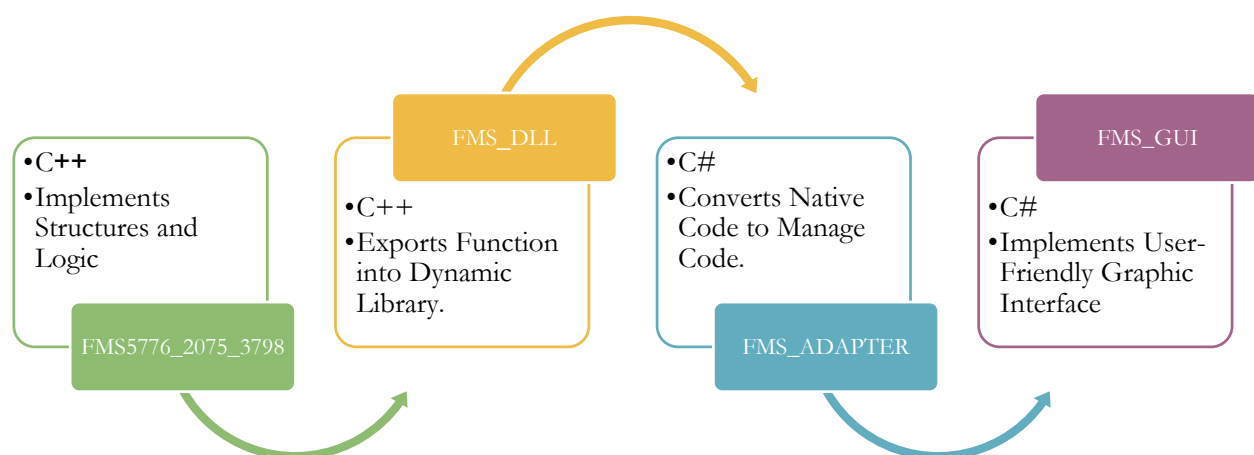 •C++
•Implements
Structures and
Logic
FMS5776_2075_3798
FMS_DLL
•C++
•Exports Function
into Dynamic
Library.
•C#
•Converts Native
Code to Manage
Code.
FMS_ADAPTER
FMS_GUI
•C#
•Implements User-
Friendly Graphic
Interface